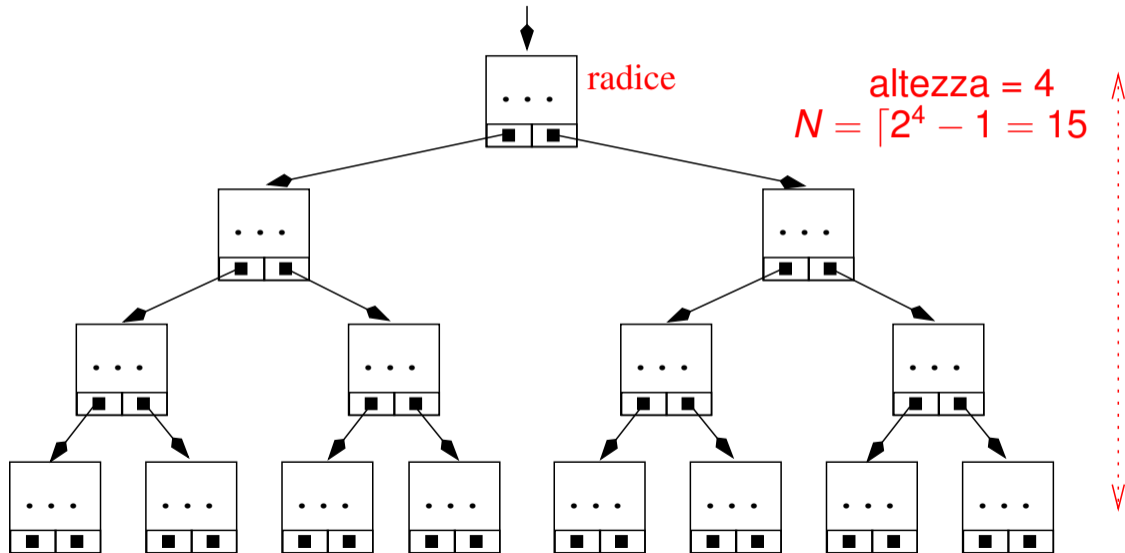 radice
altezza = 4
N = ⌈2⁴ − 1 = 15